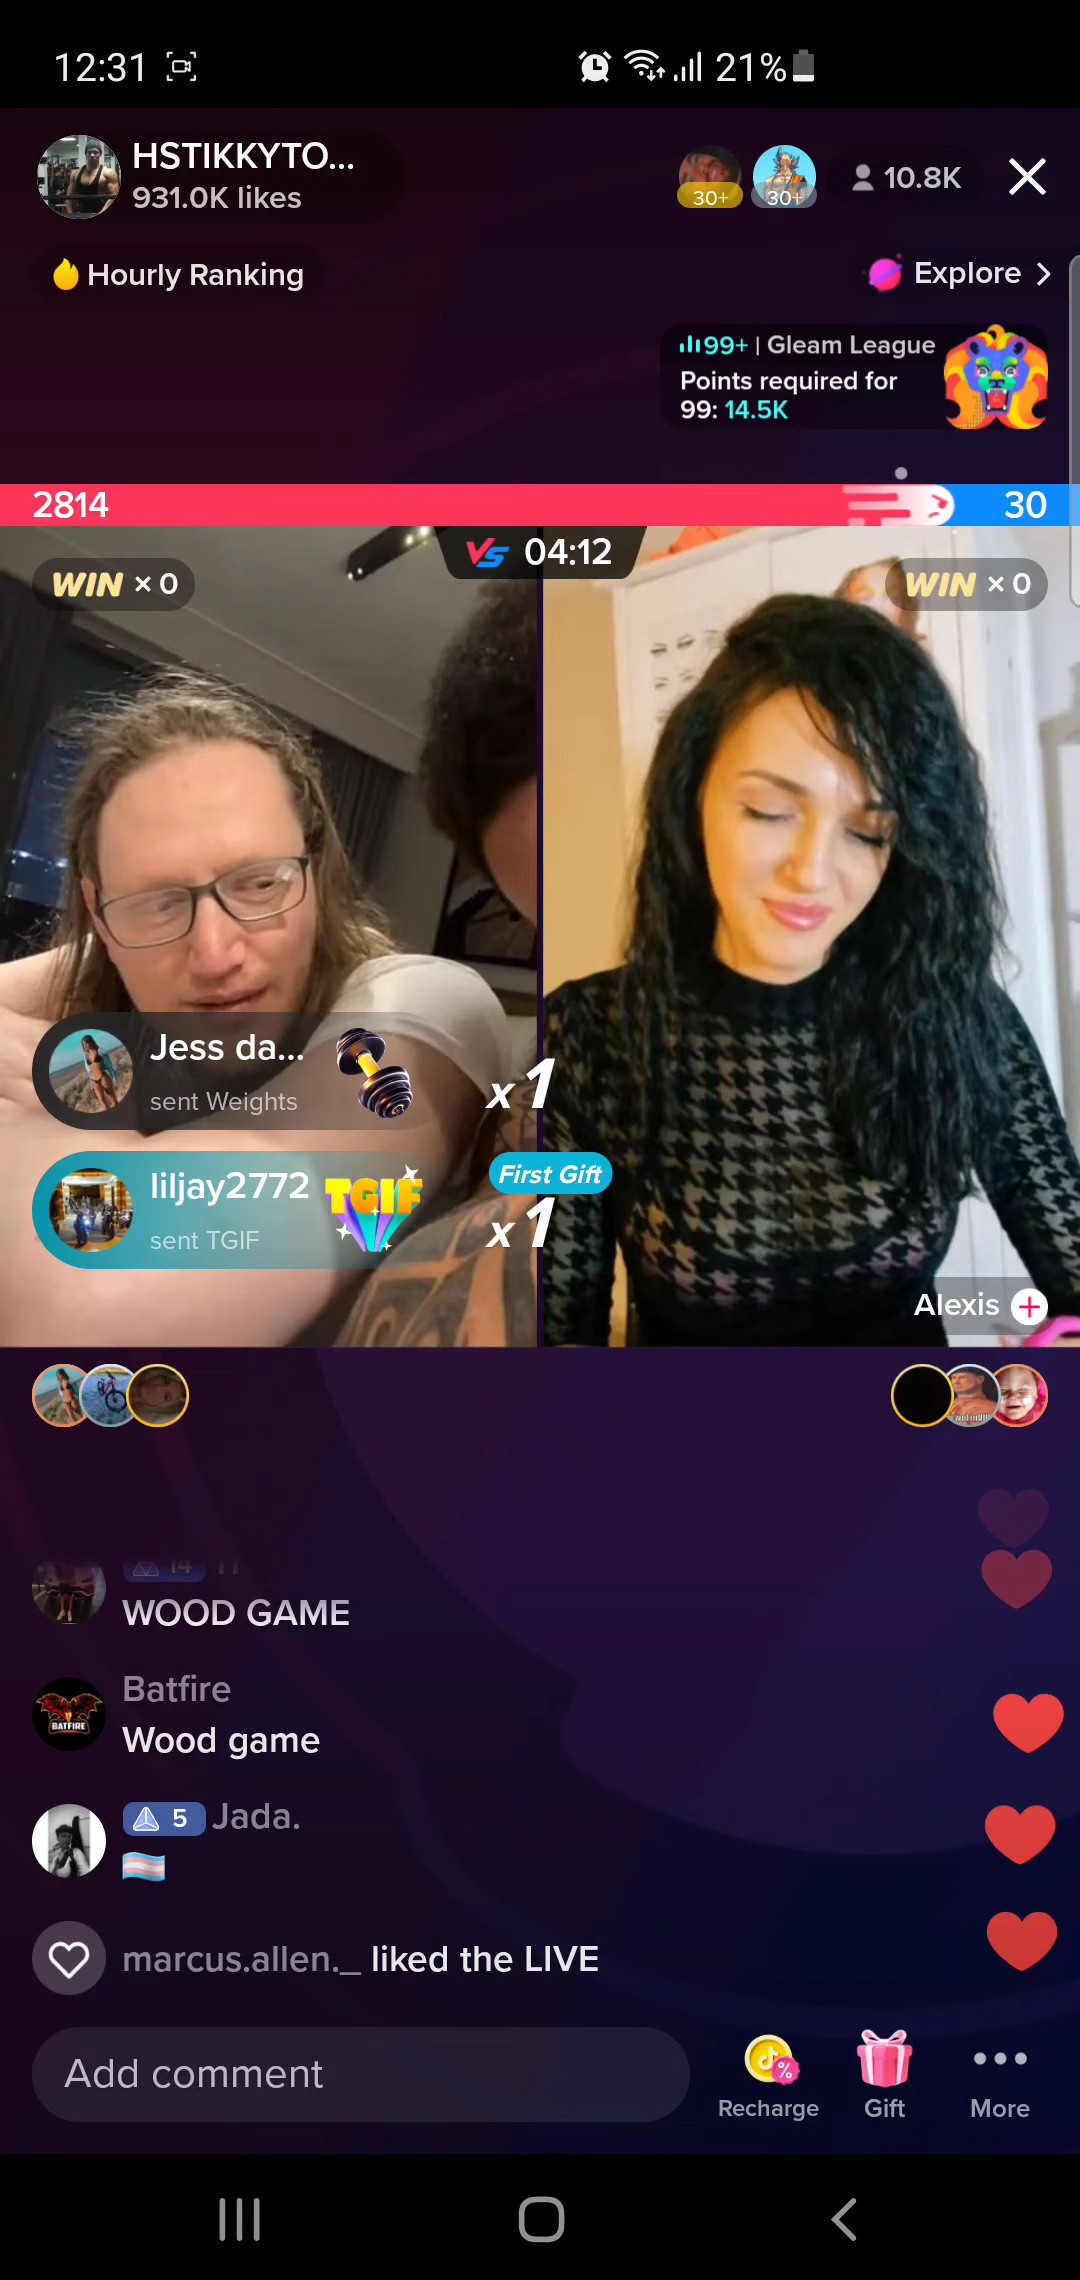 12:31
21%
HSTIKKYTO...
931.0K likes
30+
30+
10.8K
Hourly Ranking
Explore
99+ | Gleam League
Points required for
99: 14.5K
2814
30
VS 04:12
WIN × 0
WIN × 0
Jess da...
sent Weights
x1
liljay2772
sent TGIF
TGIF
First Gift
x1
Alexis
14
WOOD GAME
Batfire
BATFIRE
Wood game
5 Jada.
marcus.allen._ liked the LIVE
Add comment
Recharge
Gift
More